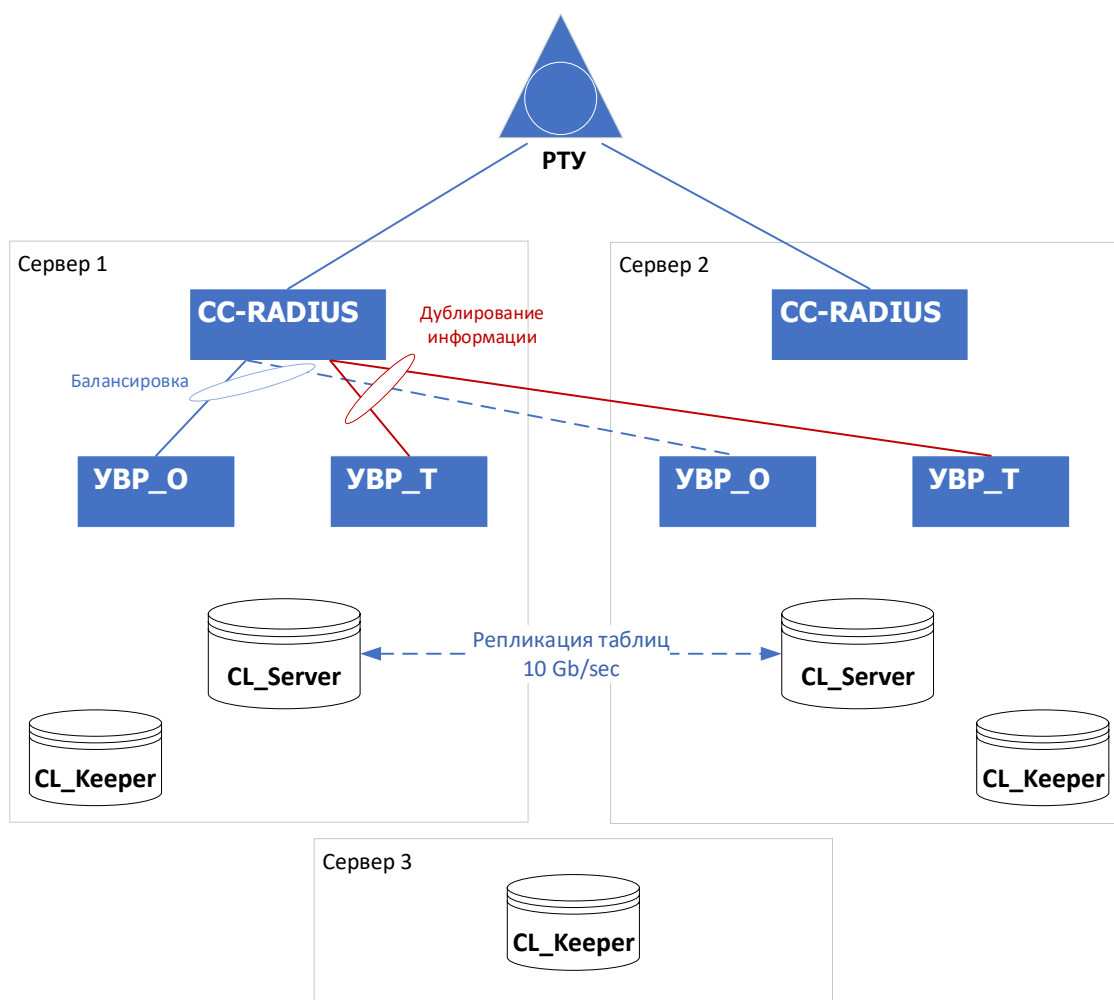 РТУ
Сервер 1
Сервер 2
CC-RADIUS
CC-RADIUS
Дублирование
информации
Балансировка
УВР_О
УВР_Т
УВР_О
УВР_Т
Репликация таблиц
10 Gb/sec
CL_Server
CL_Server
CL_Keeper
CL_Keeper
Сервер 3
CL_Keeper